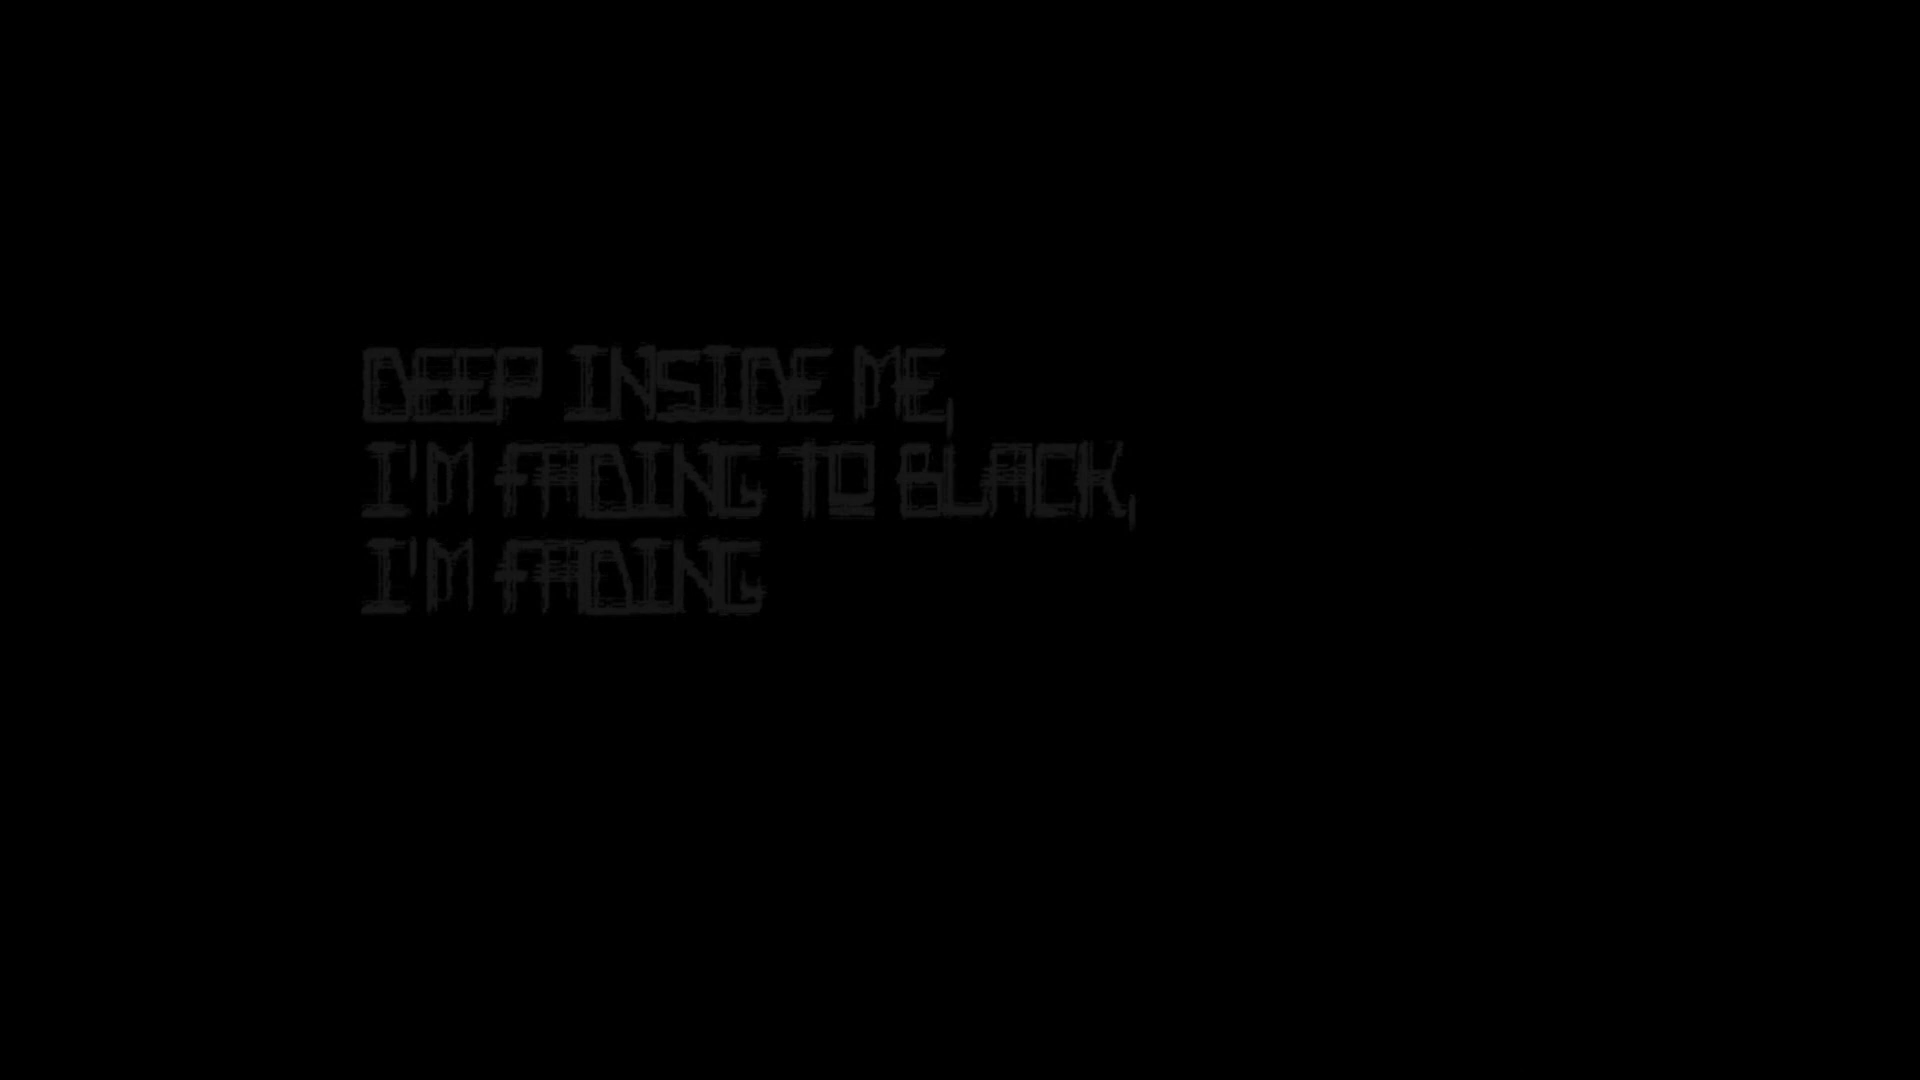 DEEP INSIDE ME,
I'M FADING TO BLACK,
I'M FADING